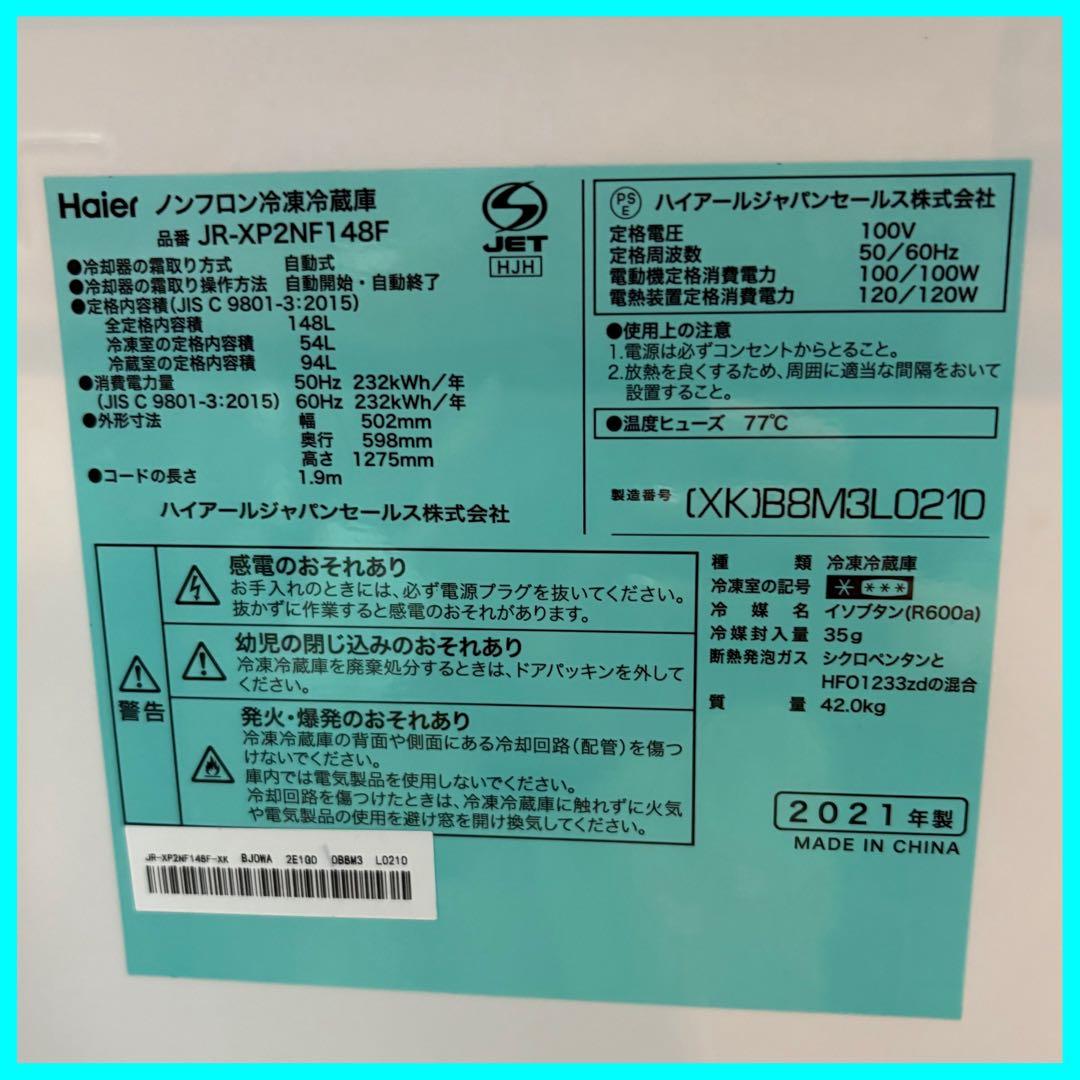 Haier ノンフロン冷凍冷蔵庫
品番 JR-XP2NF148F
●冷却器の霜取り方式 自動式
●冷却器の霜取り操作方法 自動開始・自動終了
●定格内容積(JIS C 9801-3:2015)
全定格内容積 148L
冷凍室の定格内容積 54L
冷蔵室の定格内容積 94L
●消費電力量 50Hz 232kWh/年
(JIS C 9801-3:2015) 60Hz 232kWh/年
●外形寸法 幅 502mm
奥行 598mm
高さ 1275mm
●コードの長さ 1.9m
ハイアールジャパンセールス株式会社
JET
HJH
PS
E
ハイアールジャパンセールス株式会社
定格電圧 100V
定格周波数 50/60Hz
電動機定格消費電力 100/100W
電熱装置定格消費電力 120/120W
●使用上の注意
1.電源は必ずコンセントからとること。
2.放熱を良くするため、周囲に適当な間隔をおいて
設置すること。
●温度ヒューズ 77℃
製造番号 (XK)B8M3L0210
警告
感電のおそれあり
お手入れのときには、必ず電源プラグを抜いてください。
抜かずに作業すると感電のおそれがあります。
幼児の閉じ込みのおそれあり
冷凍冷蔵庫を廃棄処分するときは、ドアパッキンを外して
ください。
発火・爆発のおそれあり
冷凍冷蔵庫の背面や側面にある冷却回路(配管)を傷つ
けないでください。
庫内では電気製品を使用しないでください。
冷却回路を傷つけたときは、冷凍冷蔵庫に触れずに火気
や電気製品の使用を避け窓を開け換気してください。
種類 冷凍冷蔵庫
冷凍室の記号 * ***
冷媒名 イソブタン(R600a)
冷媒封入量 35g
断熱発泡ガス シクロペンタンと
HFO1233zdの混合
質量 42.0kg
2021年製
MADE IN CHINA
JR-XP2NF148F-XK BJ0WA 2E1G0 0B8M3 L0210